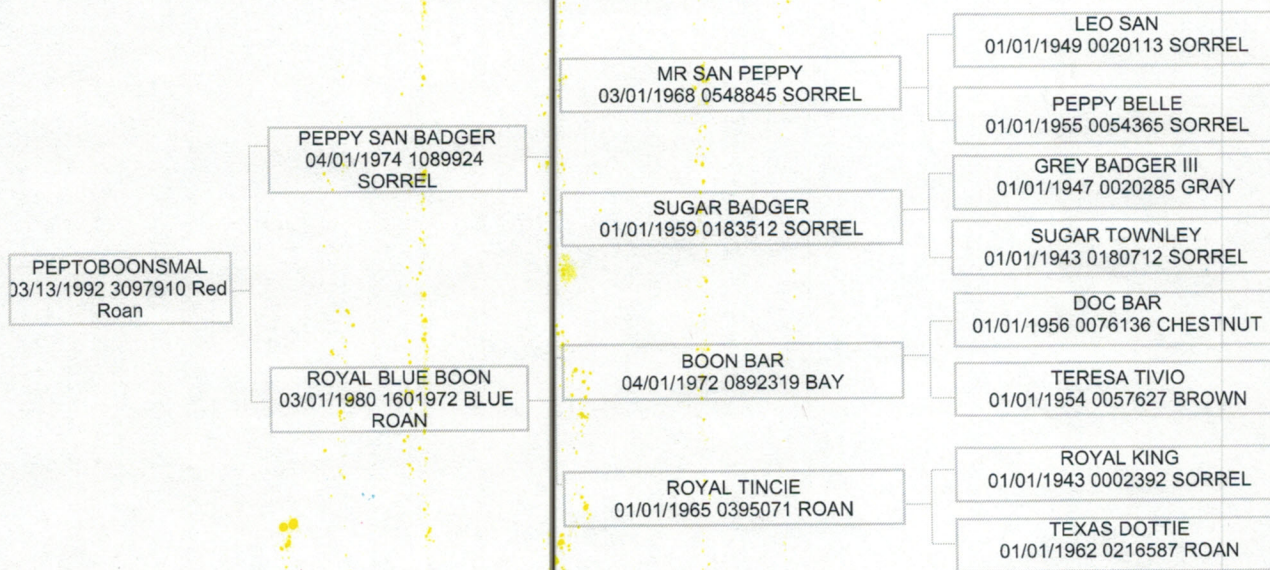 PEPTOBOONSMAL
03/13/1992 3097910 Red
Roan
PEPPY SAN BADGER
04/01/1974 1089924
SORREL
ROYAL BLUE BOON
03/01/1980 1601972 BLUE
ROAN
MR SAN PEPPY
03/01/1968 0548845 SORREL
SUGAR BADGER
01/01/1959 0183512 SORREL
BOON BAR
04/01/1972 0892319 BAY
ROYAL TINCIE
01/01/1965 0395071 ROAN
LEO SAN
01/01/1949 0020113 SORREL
PEPPY BELLE
01/01/1955 0054365 SORREL
GREY BADGER III
01/01/1947 0020285 GRAY
SUGAR TOWNLEY
01/01/1943 0180712 SORREL
DOC BAR
01/01/1956 0076136 CHESTNUT
TERESA TIVIO
01/01/1954 0057627 BROWN
ROYAL KING
01/01/1943 0002392 SORREL
TEXAS DOTTIE
01/01/1962 0216587 ROAN